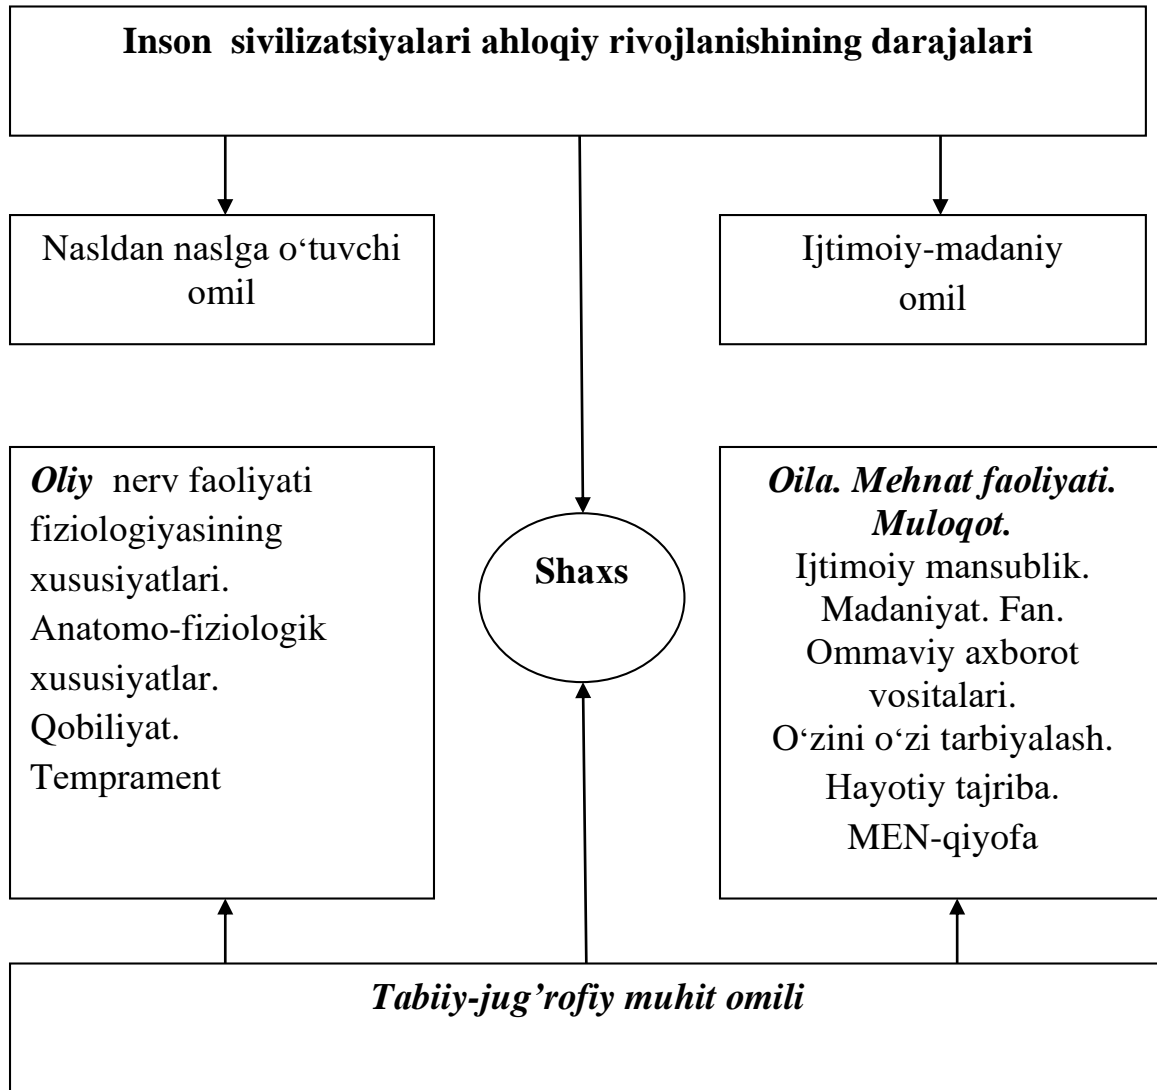 Inson sivilizatsiyalari ahloqiy rivojlanishining darajalari
Nasldan naslga o‘tuvchi
omil
Ijtimoiy-madaniy
omil
Oliy nerv faoliyati
fiziologiyasining
xususiyatlari.
Anatomo-fiziologik
xususiyatlar.
Qobiliyat.
Temprament
Shaxs
Oila. Mehnat faoliyati.
Muloqot.
Ijtimoiy mansublik.
Madaniyat. Fan.
Ommaviy axborot
vositalari.
O‘zini o‘zi tarbiyalash.
Hayotiy tajriba.
MEN-qiyofa
Tabiiy-jug’rofiy muhit omili